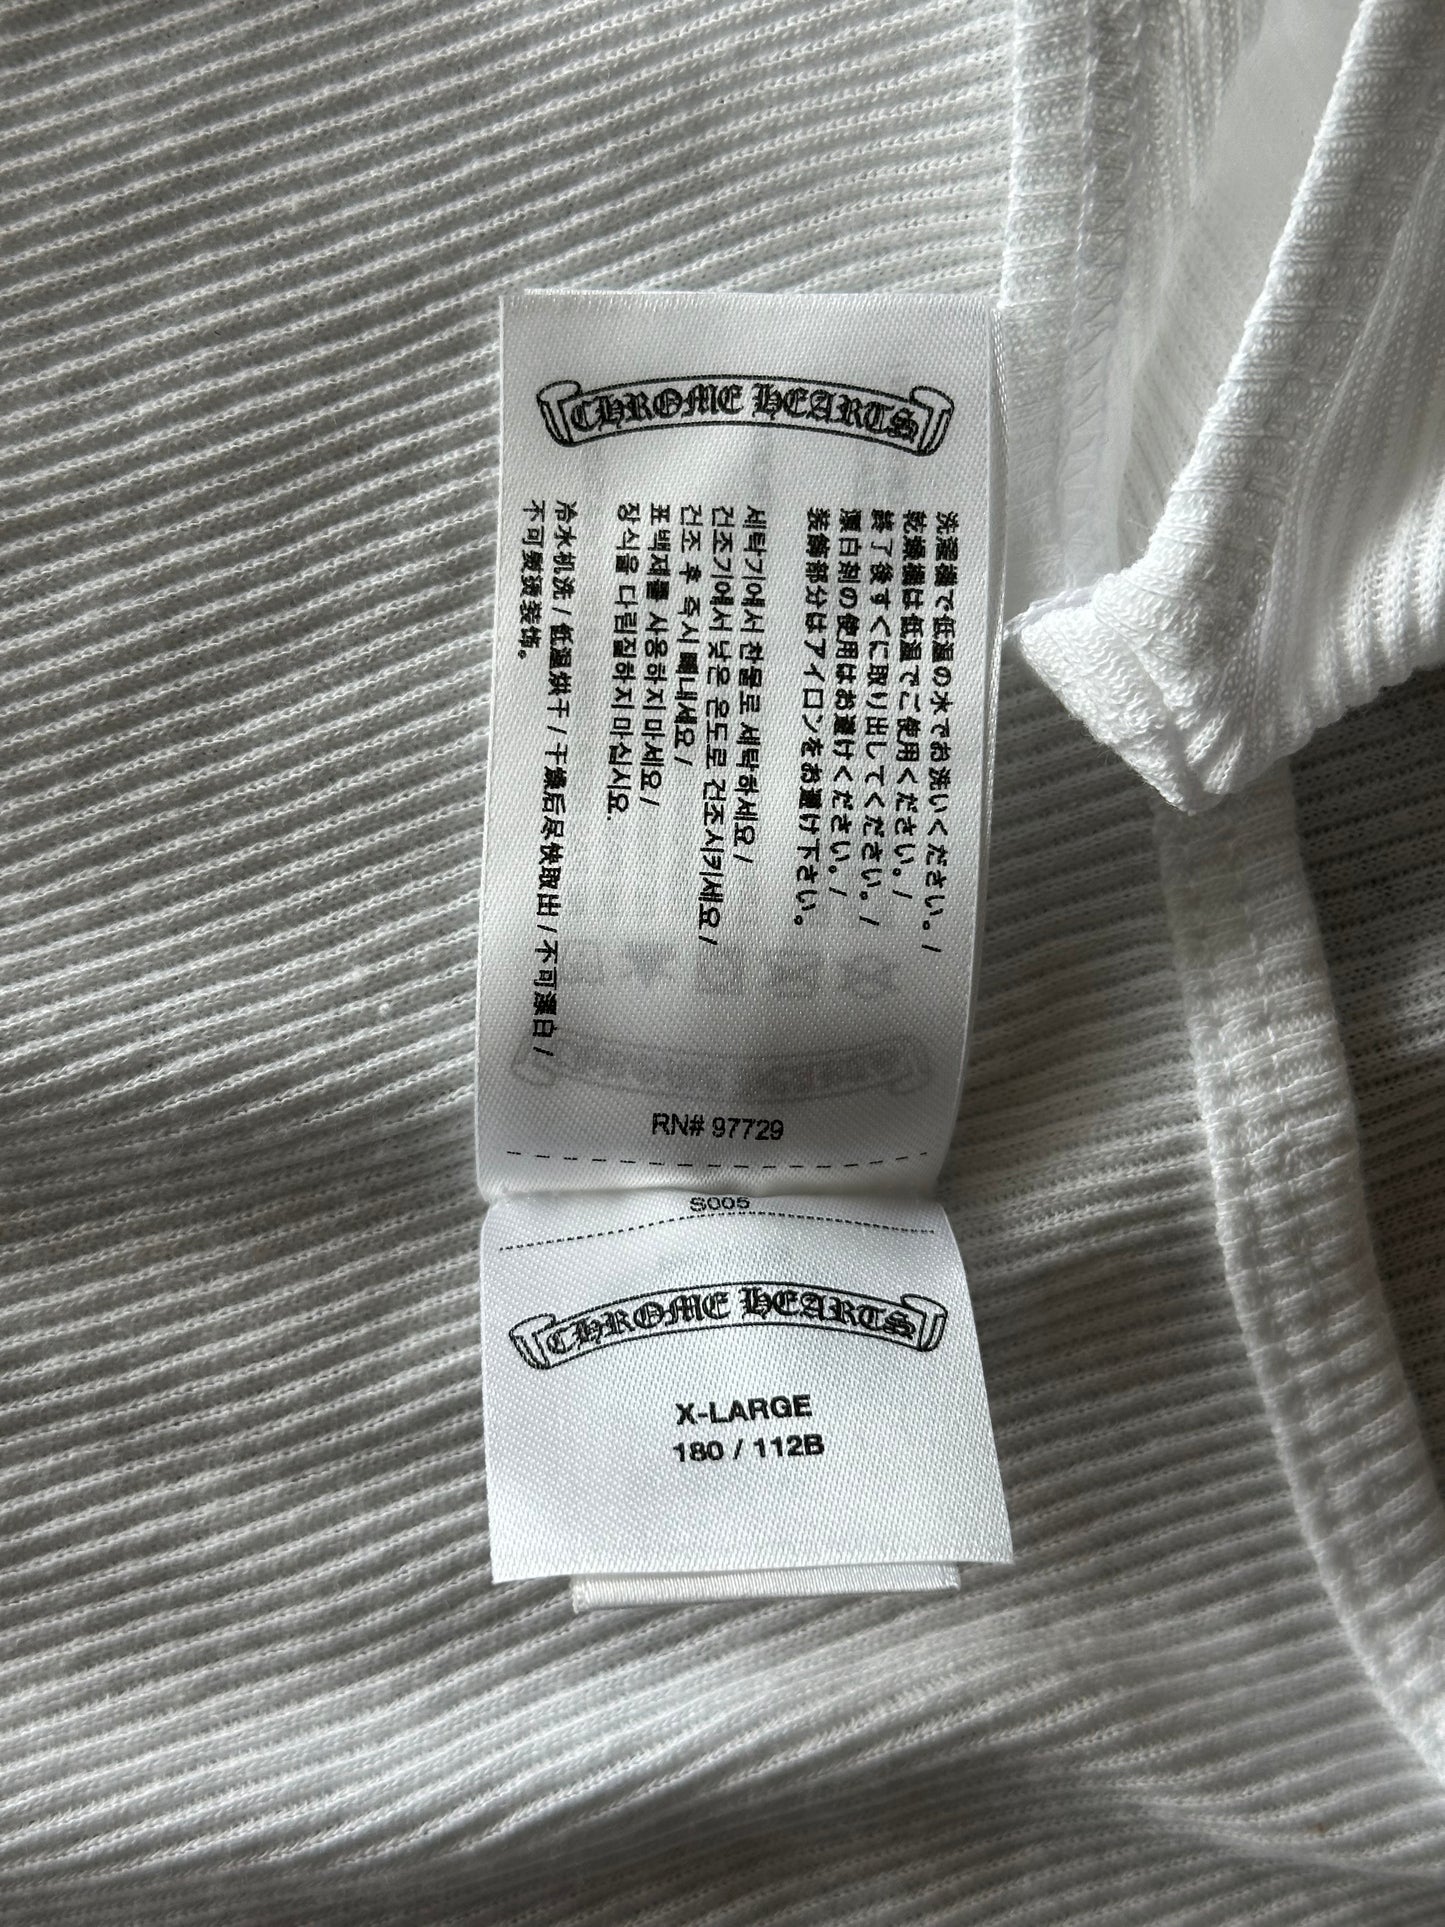 CHROME HEARTS
洗濯機で低温の水でお洗いください。/
乾燥機は低温でご使用ください。/
終了後すぐに取り出してください。/
漂白剤の使用はお避けください。/
装飾部分はアイロンをお避け下さい。
세탁기에서 찬물로 세탁하세요 /
건조기에서 낮은 온도로 건조시키세요 /
건조 후 즉시 빼내세요 /
표백제를 사용하지 마세요 /
장식을 다림질하지 마십시요.
冷水机洗 / 低温烘干 / 干燥后尽快取出 / 不可漂白 /
不可熨烫装饰。
RN# 97729
S005
CHROME HEARTS
X-LARGE
180 / 112B